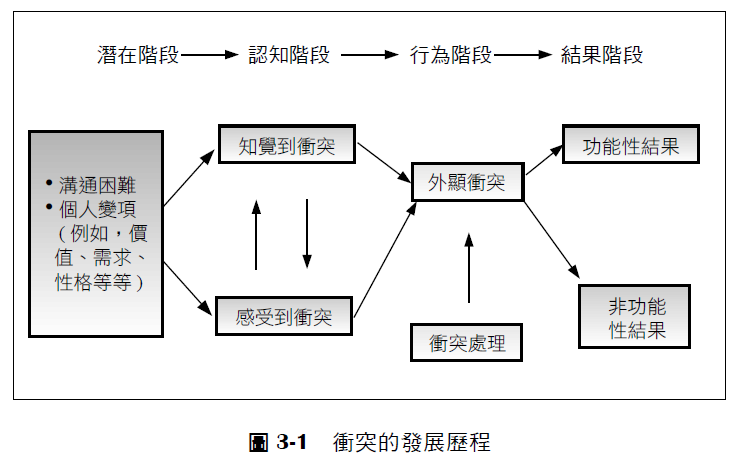 潛在階段 認知階段 行為階段 結果階段
知覺到衝突
功能性結果
• 溝通困難
• 個人變項
(例如，價
值、需求、
性格等等)
外顯衝突
感受到衝突
衝突處理
非功能
性結果
圖 3-1 衝突的發展歷程